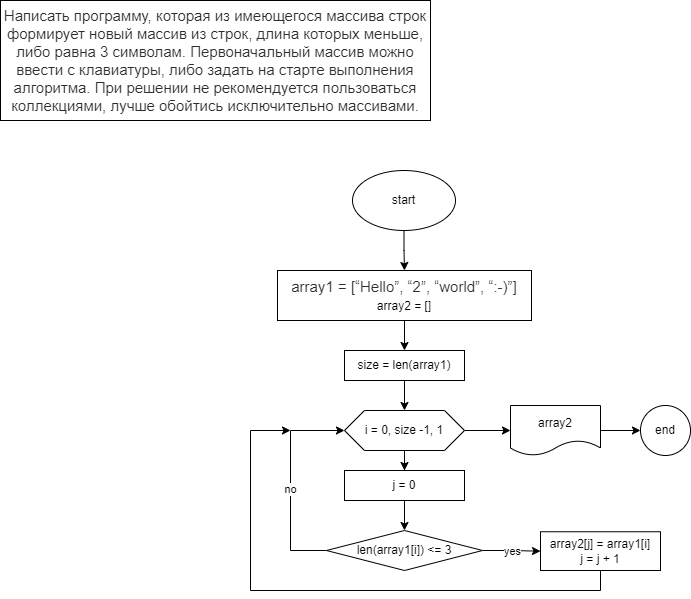 Написать программу, которая из имеющегося массива строк
формирует новый массив из строк, длина которых меньше,
либо равна 3 символам. Первоначальный массив можно
ввести с клавиатуры, либо задать на старте выполнения
алгоритма. При решении не рекомендуется пользоваться
коллекциями, лучше обойтись исключительно массивами.
start
array1 = [“Hello”, “2”, “world”, “:-)”]
array2 = []
size = len(array1)
i = 0, size -1, 1
array2
end
j = 0
no
len(array1[i]) <= 3
yes
array2[j] = array1[i]
j = j + 1